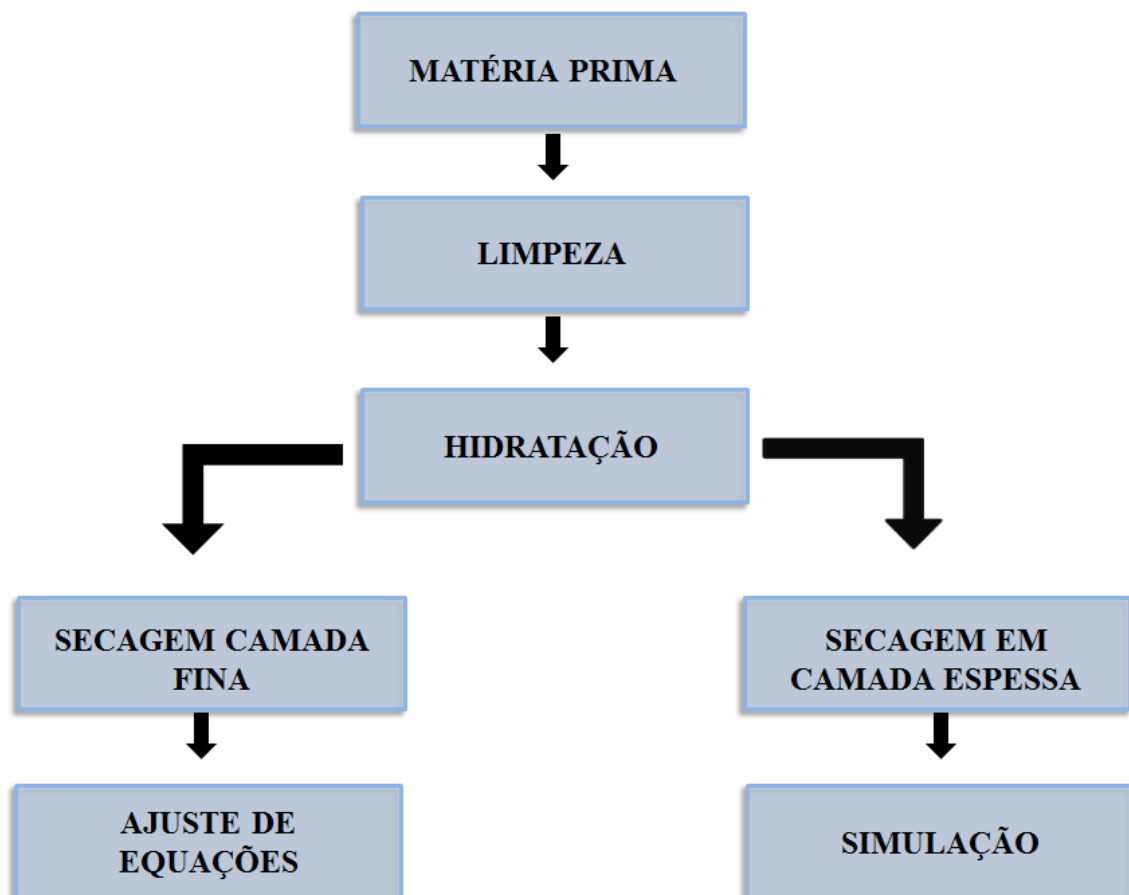 MATÉRIA PRIMA
LIMPEZA
HIDRATAÇÃO
SECAGEM CAMADA
FINA
SECAGEM EM
CAMADA ESPESSA
AJUSTE DE
EQUAÇÕES
SIMULAÇÃO